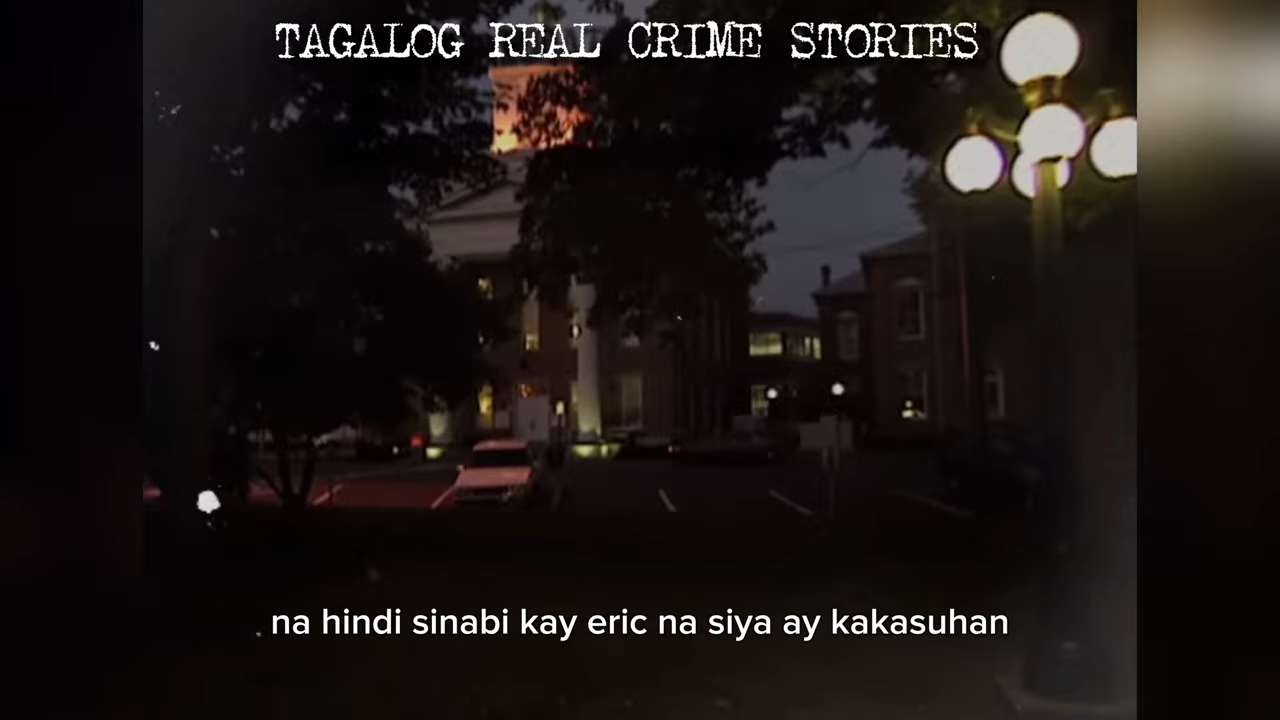 TAGALOG REAL CRIME STORIES
na hindi sinabi kay eric na siya ay kakasuhan